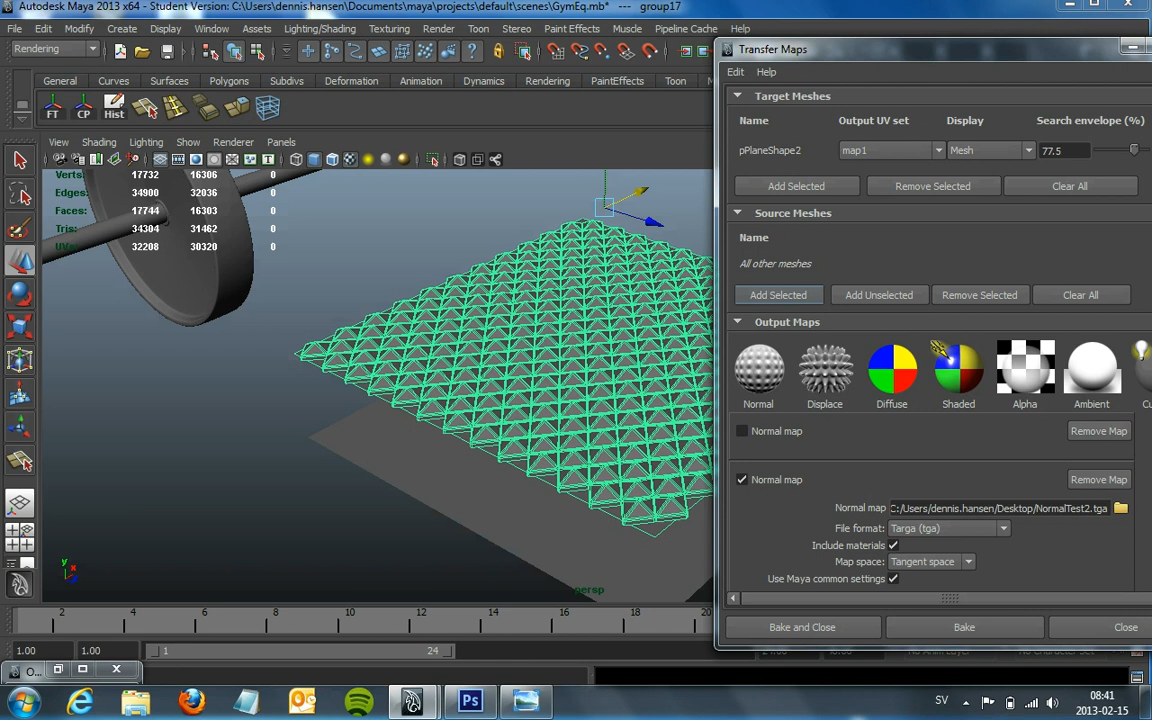 Autodesk Maya 2013 x64 - Student Version: C:\Users\dennis.hansen\Documents\maya\projects\default\scenes\GymEq.mb* --- group17
File Edit Modify Create Display Window Assets Lighting/Shading Texturing Render Toon Stereo Paint Effects Muscle Pipeline Cache
Rendering
General Curves Surfaces Polygons Subdivs Deformation Animation Dynamics Rendering PaintEffects Toon
FT CP Hist
View Shading Lighting Show Renderer Panels
Verts: 17732 16306 0
Edges: 34900 32036 0
Faces: 17744 16303 0
Tris: 34304 31462 0
32208 30320 0
y
x
persp
Transfer Maps
Edit Help
Target Meshes
Name Output UV set Display Search envelope (%)
pPlaneShape2 map1 Mesh 77.5
Add Selected Remove Selected Clear All
Source Meshes
Name
All other meshes
Add Selected Add Unselected Remove Selected Clear All
Output Maps
Normal Displace Diffuse Shaded Alpha Ambient
Normal map Remove Map
Normal map Remove Map
Normal map C:/Users/dennis.hansen/Desktop/NormalTest2.tga
File format: Targa (tga)
Include materials
Map space: Tangent space
Use Maya common settings
Bake and Close Bake Close
2 4 6 8 10 12 14 16 18
1.00 1.00 1 24
O...
Ps
SV
08:41
2013-02-15